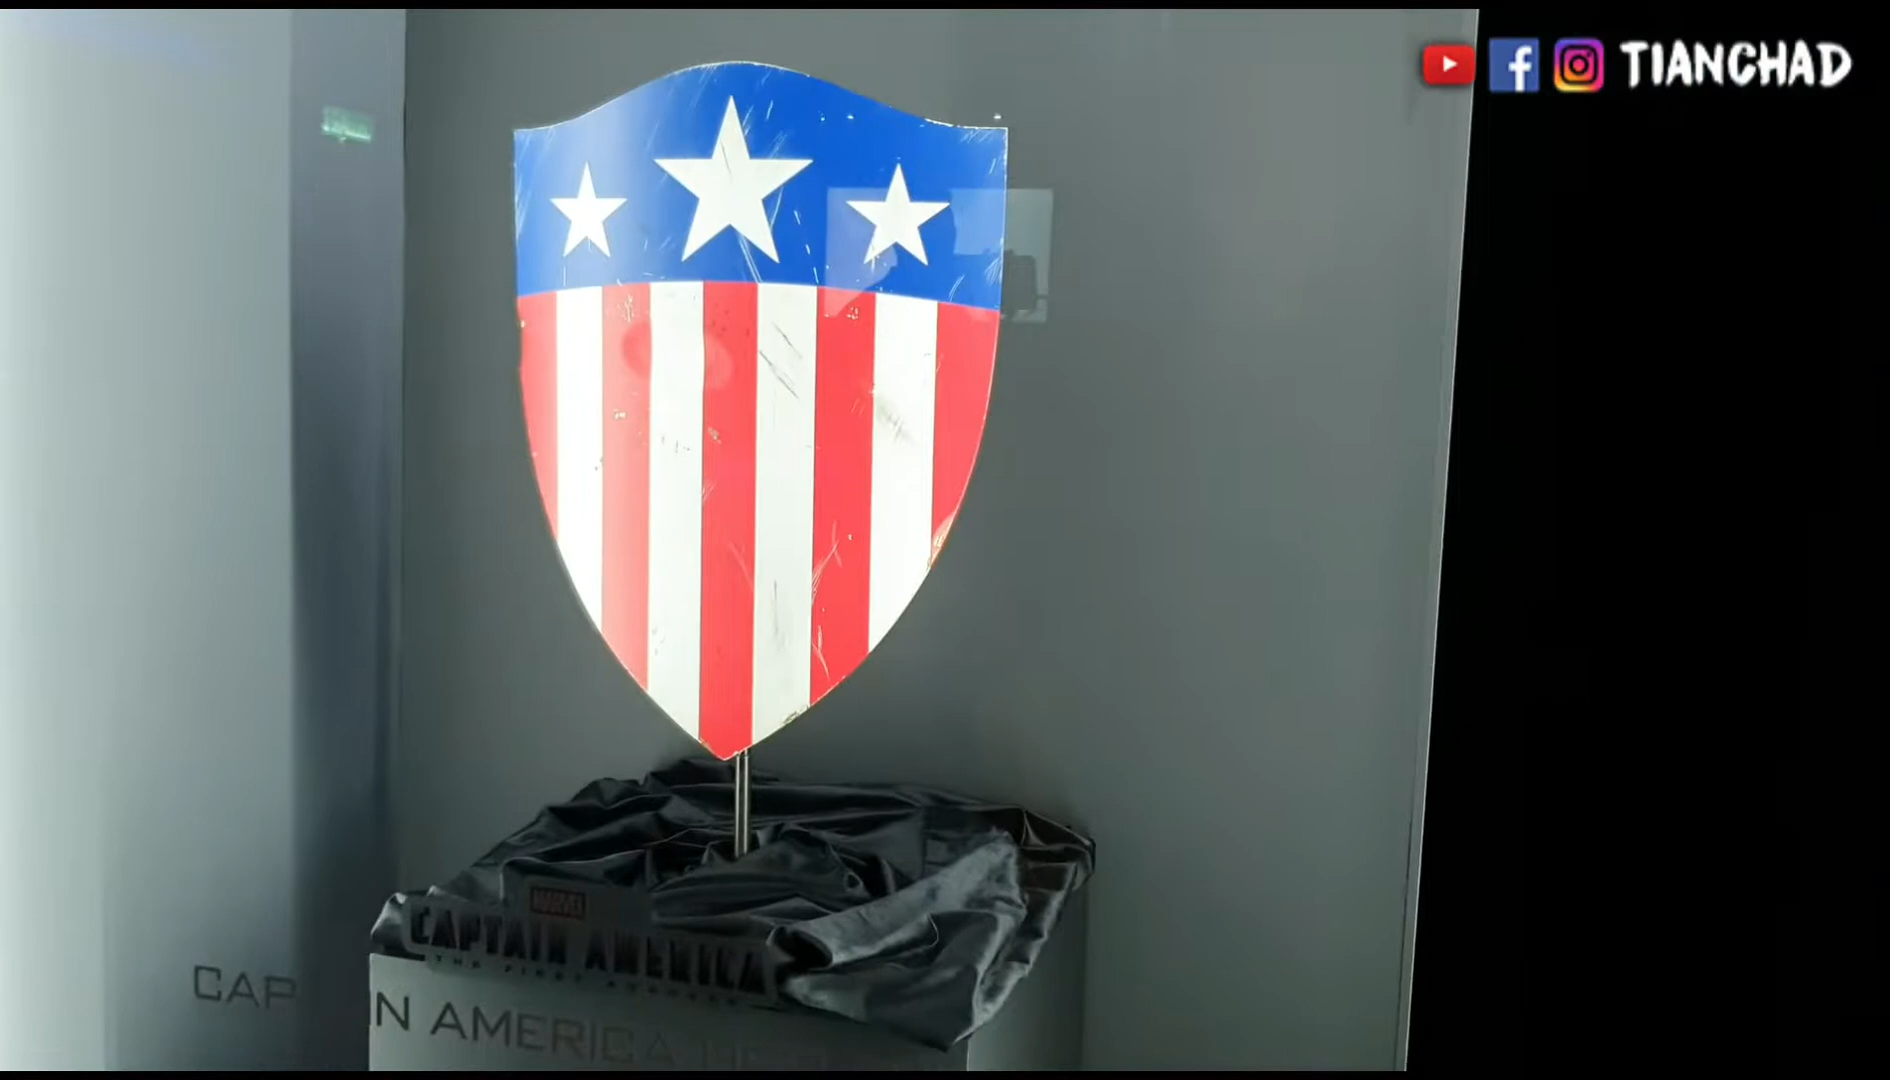 TIANCHAD
MARVEL
CAPTAIN AMERICA
THE FIRST AVENGER
CAP
N AMERICA